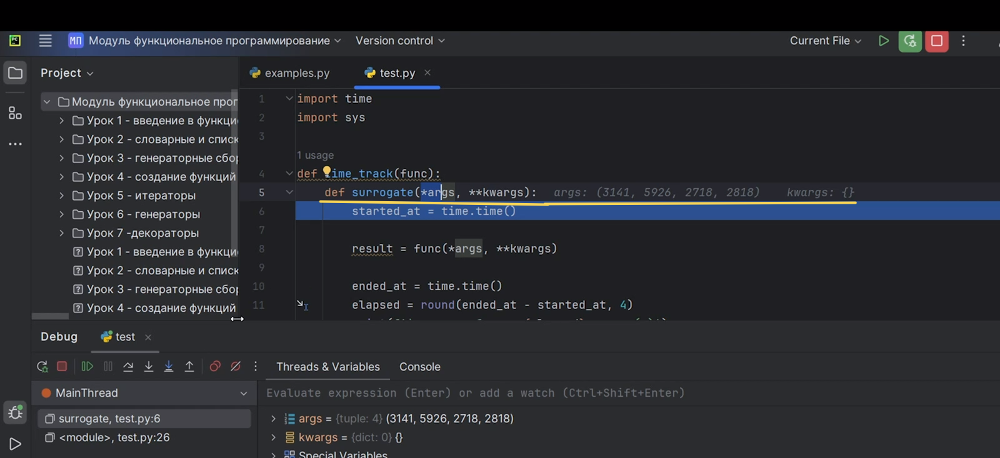 PC МП Модуль функциональное программирование Version control Current File
Project
examples.py test.py
Модуль функциональное прог
Урок 1 - введение в функци
Урок 2 - словарные и списк
Урок 3 - генераторные сбор
Урок 4 - создание функций
Урок 5 - итераторы
Урок 6 - генераторы
Урок 7 -декораторы
Урок 1 - введение в функци
Урок 2 - словарные и списк
Урок 3 - генераторные сбор
Урок 4 - создание функций
1 import time
2 import sys
3
1 usage
4 def time_track(func):
5 def surrogate(*args, **kwargs): args: (3141, 5926, 2718, 2818) kwargs: {}
6 started_at = time.time()
7
8 result = func(*args, **kwargs)
9
10 ended_at = time.time()
11 elapsed = round(ended_at - started_at, 4)
Debug test
Threads & Variables Console
MainThread
surrogate, test.py:6
<module>, test.py:26
Evaluate expression (Enter) or add a watch (Ctrl+Shift+Enter)
args = {tuple: 4} (3141, 5926, 2718, 2818)
kwargs = {dict: 0} {}
Special Variables